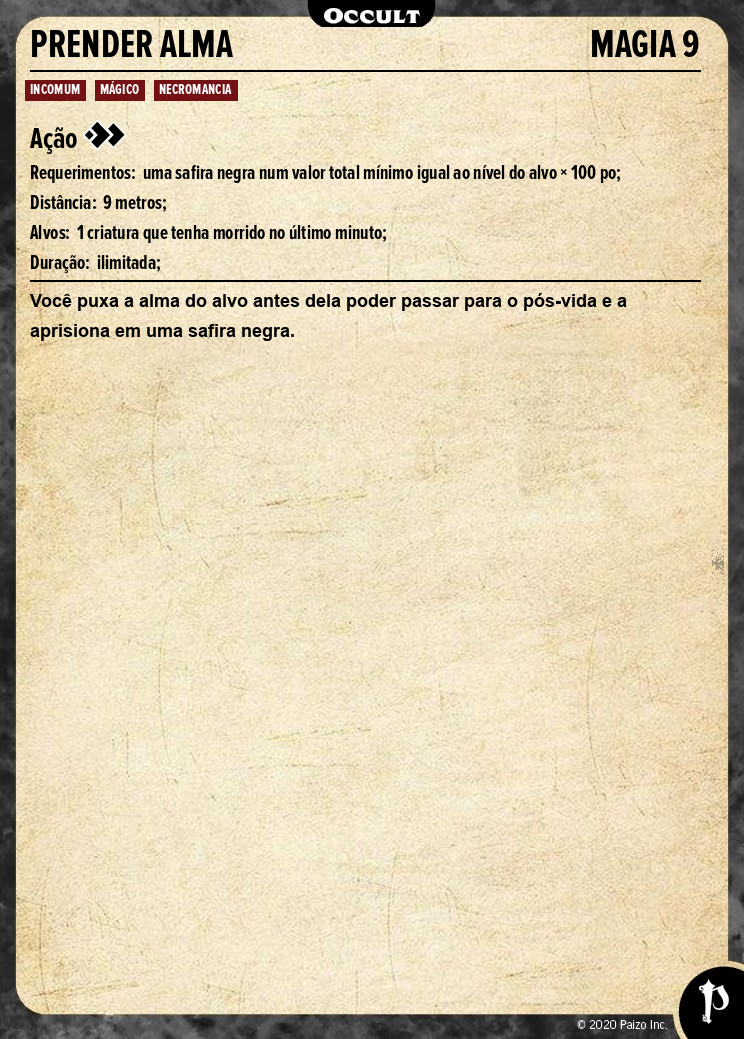 OCCULT
PRENDER ALMA MAGIA 9
INCOMUM MÁGICO NECROMANCIA
Ação
Requerimentos: uma safira negra num valor total mínimo igual ao nível do alvo × 100 po;
Distância: 9 metros;
Alvos: 1 criatura que tenha morrido no último minuto;
Duração: ilimitada;
Você puxa a alma do alvo antes dela poder passar para o pós-vida e a
aprisiona em uma safira negra.
© 2020 Paizo Inc.
P